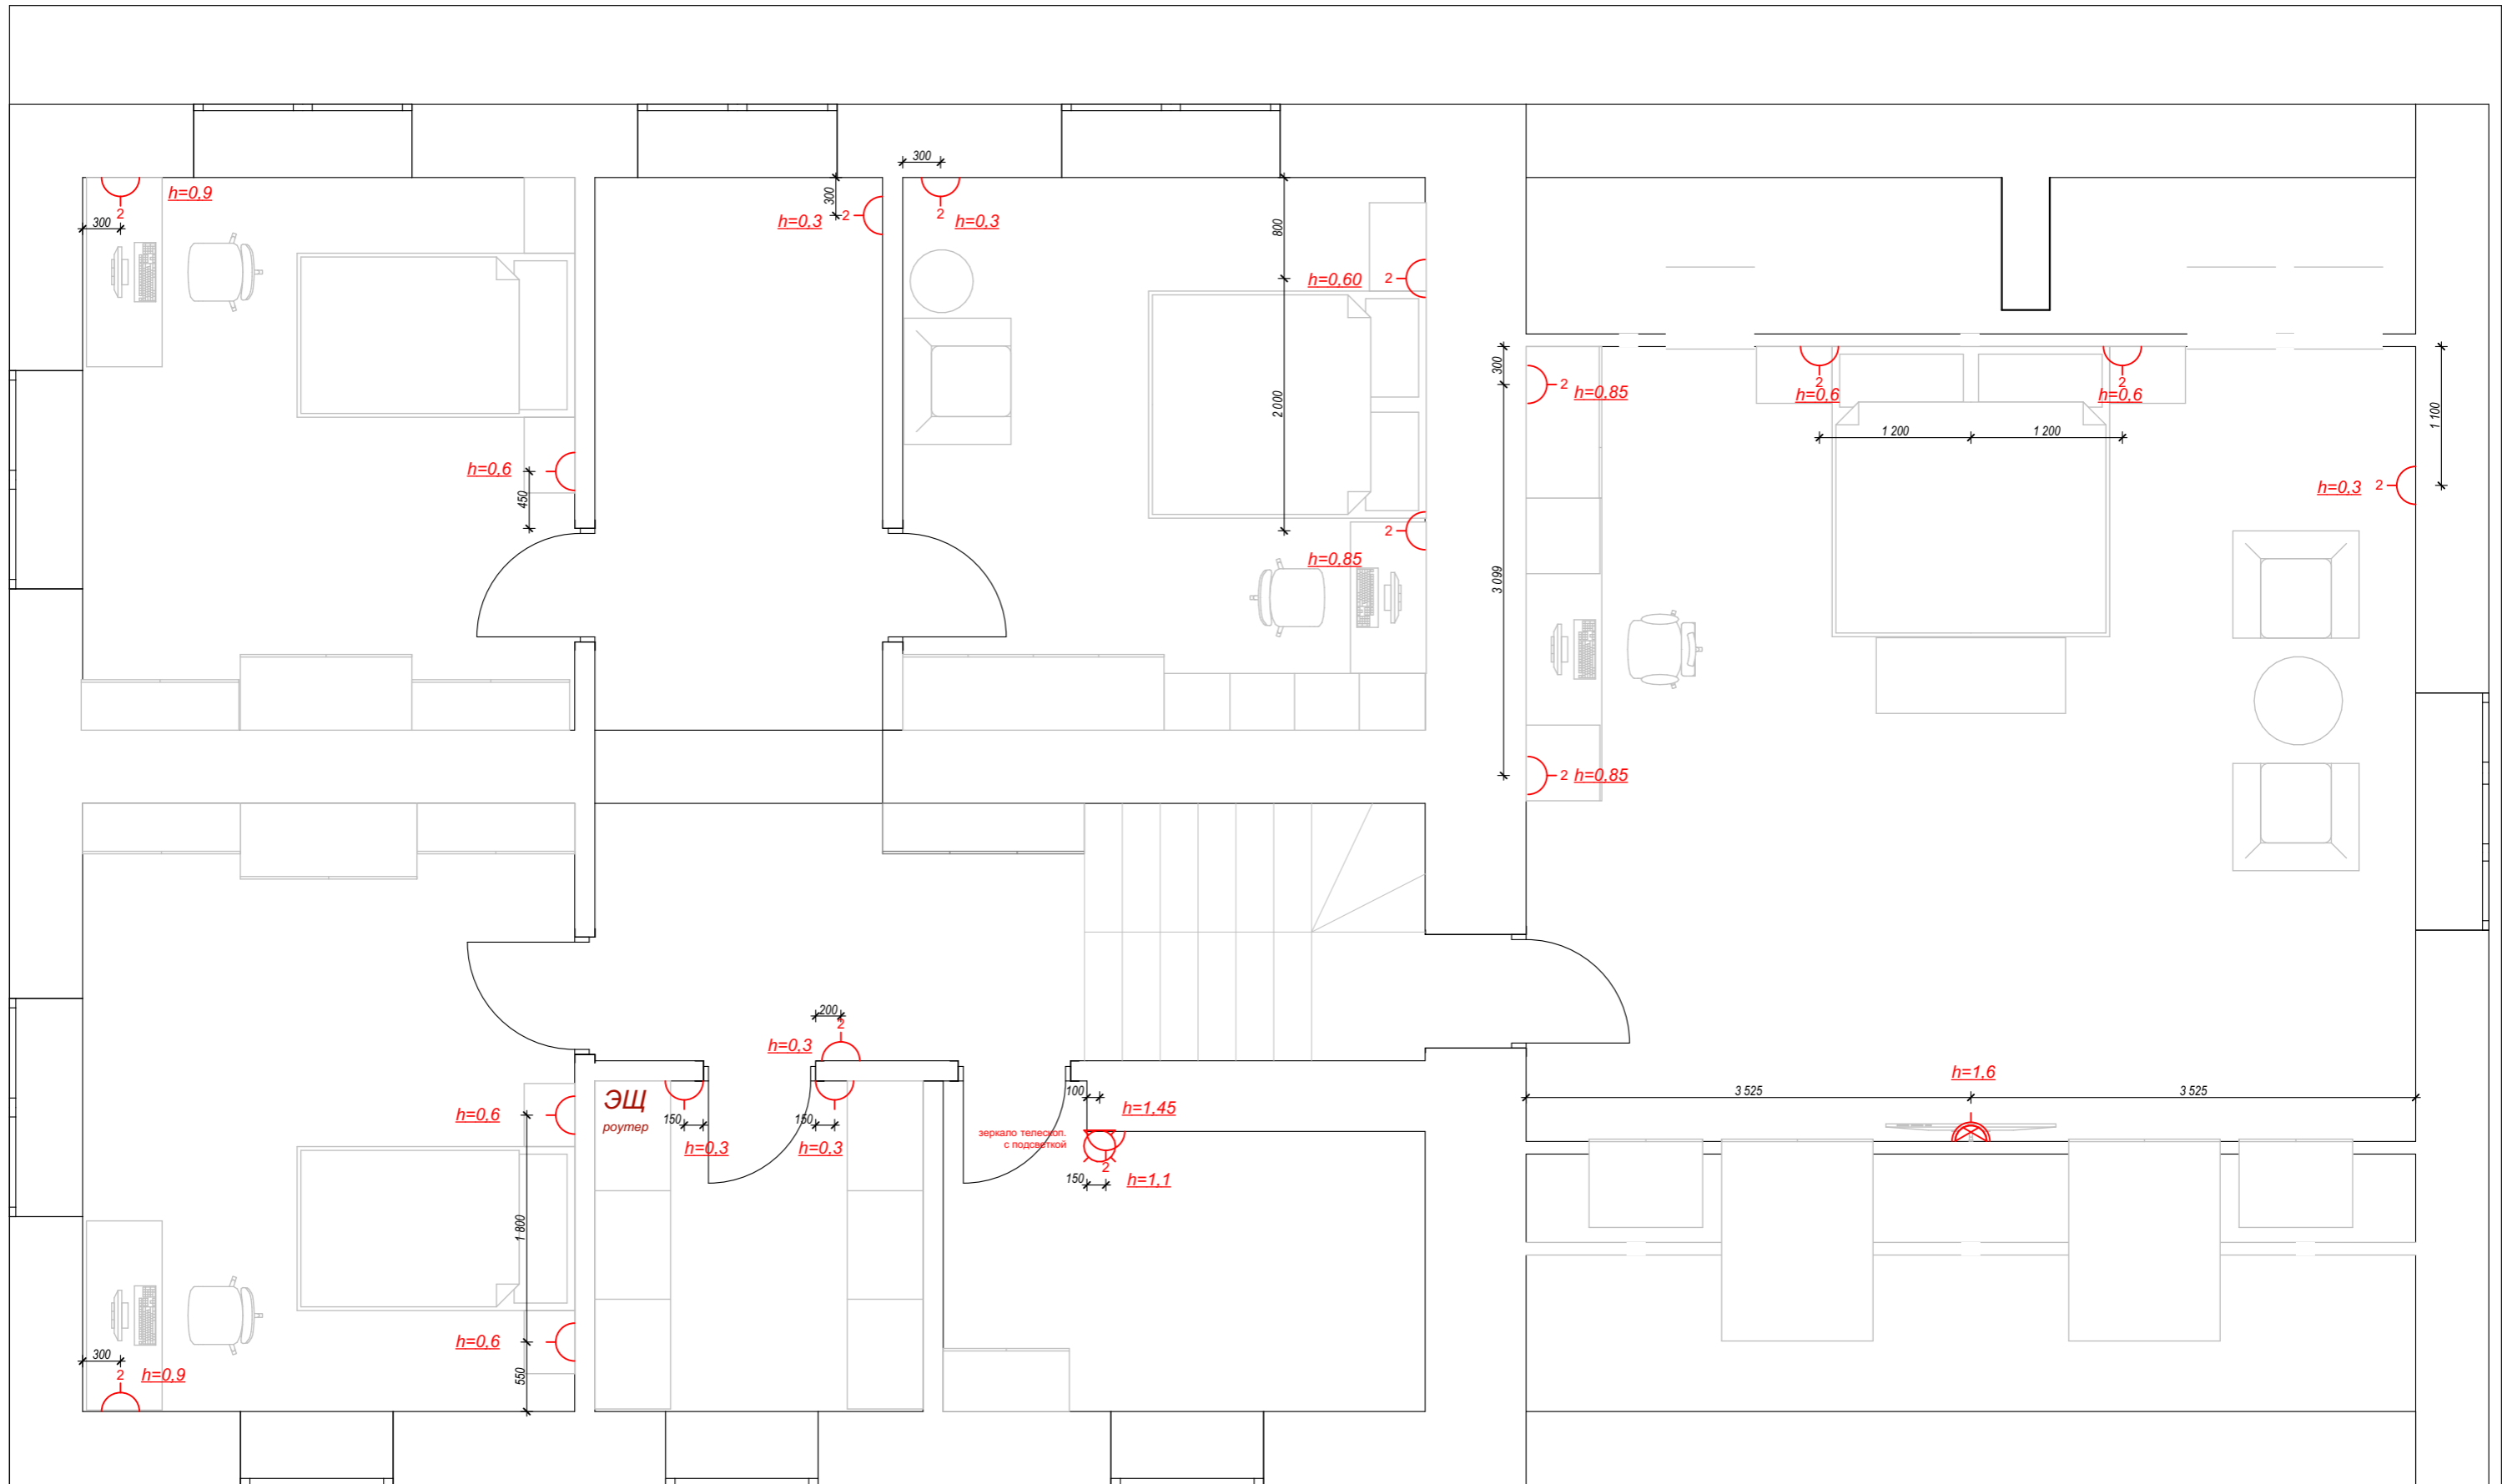 300
300
h=0,9
2
300
h=0,3
2
2
h=0,3
800
h=0,60
2
300
2
h=0,85
2
h=0,6
2
h=0,6
1 100
2 000
1 200
1 200
h=0,6
450
h=0,3
2
2
h=0,85
3 099
2
h=0,85
200
2
h=0,3
h=1,6
ЭЩ
роутер
100
h=1,45
3 525
3 525
h=0,6
150
150
h=0,3
h=0,3
зеркало телескоп.
с подсветкой
2
150
h=1,1
1 800
h=0,6
300
2
h=0,9
550